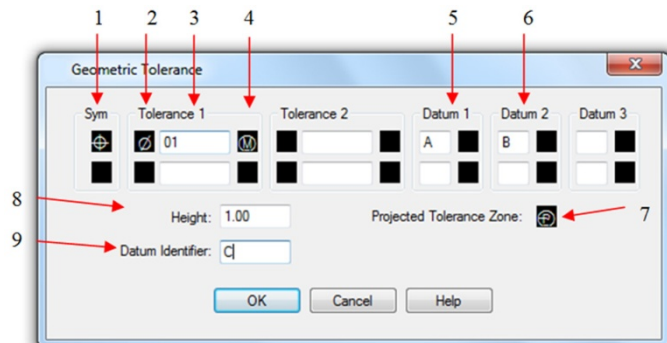 1 2 3 4 5 6
Geometric Tolerance X
Sym Tolerance 1 Tolerance 2 Datum 1 Datum 2 Datum 3
⌖ Ø 01 Ⓜ A B
8 Height: 1.00 Projected Tolerance Zone: Ⓟ 7
9 Datum Identifier: C
OK Cancel Help